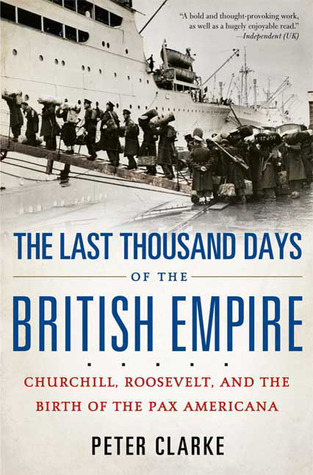 "A bold and thought-provoking work,
as well as a hugely enjoyable read."
—Independent (UK)
THE LAST THOUSAND DAYS
OF THE
BRITISH EMPIRE
CHURCHILL, ROOSEVELT, AND THE
BIRTH OF THE PAX AMERICANA
PETER CLARKE